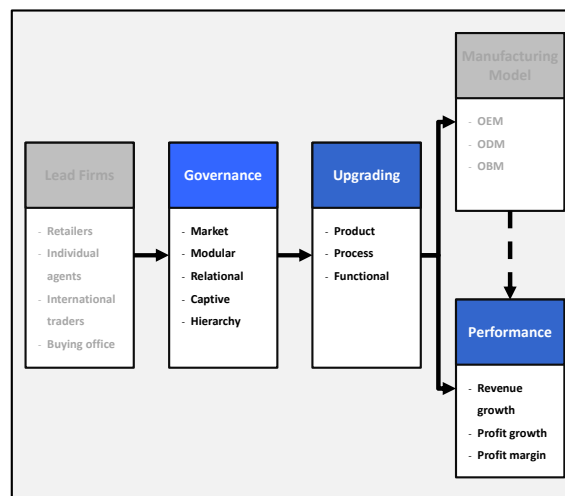 Lead Firms
- Retailers
- Individual
agents
- International
traders
- Buying office
Governance
- Market
- Modular
- Relational
- Captive
- Hierarchy
Upgrading
- Product
- Process
- Functional
Manufacturing
Model
- OEM
- ODM
- OBM
Performance
- Revenue
growth
- Profit growth
- Profit margin